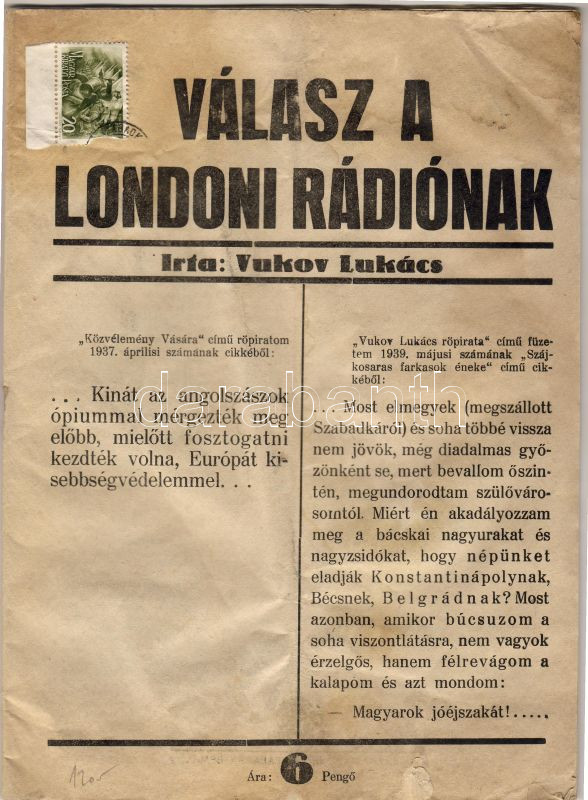 VÁLASZ A
LONDONI RÁDIÓNAK
Irta: Vukov Lukács
„Közvélemény Vására“ című röpiratom
1937. áprilisi számának cikkéből:
. . . Kinát az angolszászok
ópiummal mérgezték meg
előbb, mielőtt fosztogatni
kezdték volna, Európát ki-
sebbségvédelemmel. . .
„Vukov Lukács röpirata“ című füze-
tem 1939. májusi számának „Száj-
kosaras farkasok éneke“ című cik-
kéből:
. . . Most elmegyek (megszállott
Szabadkáról) és soha többé vissza
nem jövök, még diadalmas győ-
zőnként se, mert bevallom őszin-
tén, megundorodtam szülőváro-
somtól. Miért én akadályozzam
meg a bácskai nagyurakat és
nagyzsidókat, hogy népünket
eladják Konstantinápolynak,
Bécsnek, Belgrádnak? Most
azonban, amikor búcsuzom a
soha viszontlátásra, nem vagyok
érzelgős, hanem félrevágom a
kalapom és azt mondom:
— Magyarok jóéjszakát!.....
Ára: 6 Pengő
20
darabanth